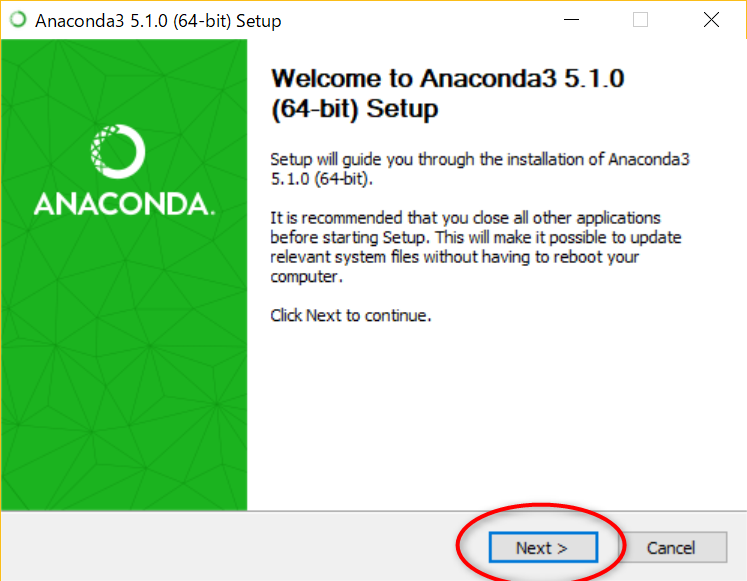 Anaconda3 5.1.0 (64-bit) Setup
ANACONDA.
Welcome to Anaconda3 5.1.0
(64-bit) Setup
Setup will guide you through the installation of Anaconda3
5.1.0 (64-bit).
It is recommended that you close all other applications
before starting Setup. This will make it possible to update
relevant system files without having to reboot your
computer.
Click Next to continue.
Next >
Cancel